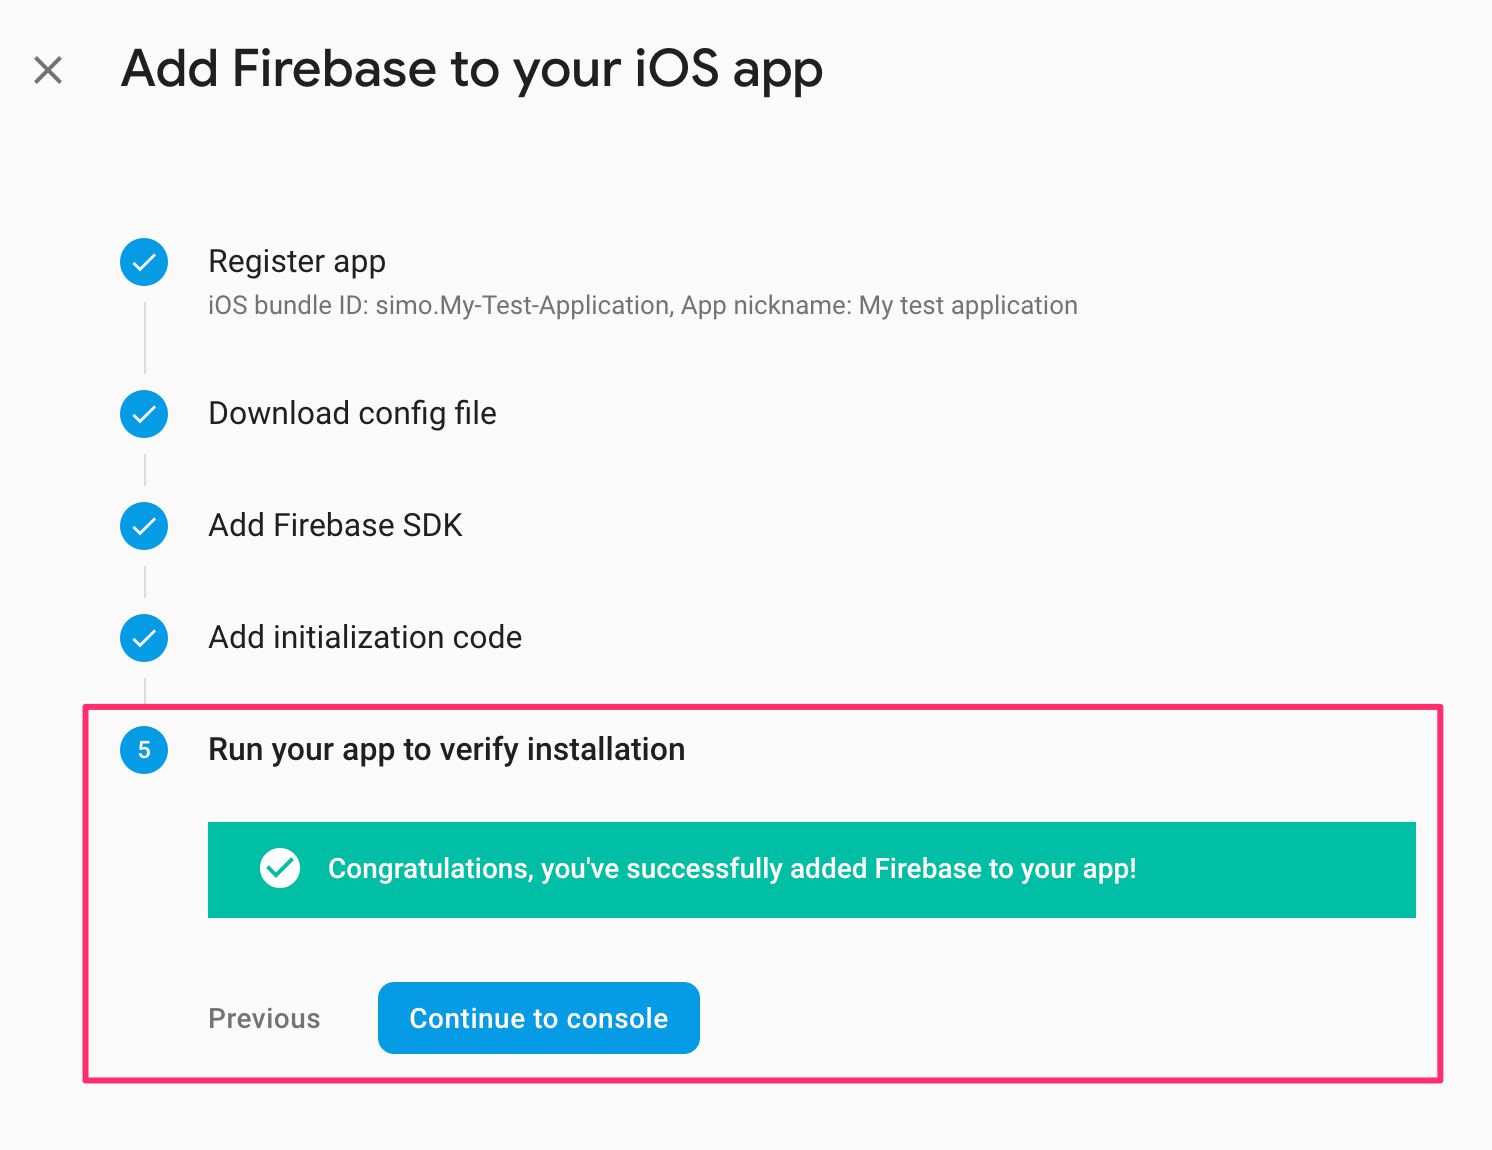 Add Firebase to your iOS app
Register app
iOS bundle ID: simo.My-Test-Application, App nickname: My test application
Download config file
Add Firebase SDK
Add initialization code
5 Run your app to verify installation
Congratulations, you've successfully added Firebase to your app!
Previous Continue to console